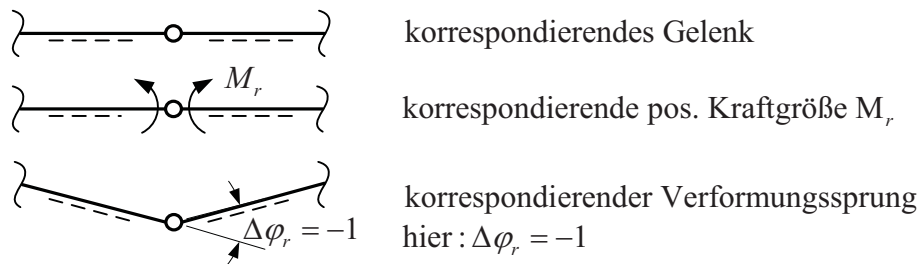 korrespondierendes Gelenk
M_r
korrespondierende pos. Kraftgröße M_r
korrespondierender Verformungssprung
Δφ_r = −1
hier : Δφ_r = −1